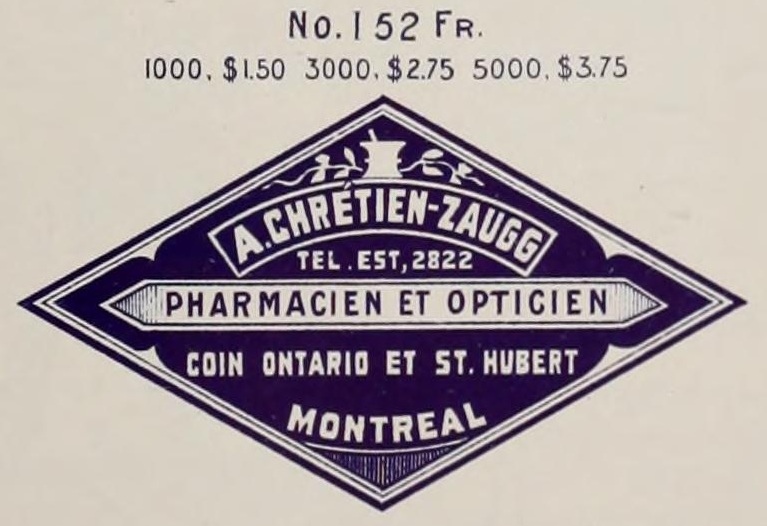 No. 152 Fr.
1000, $1.50 3000, $2.75 5000, $3.75
A. CHRÉTIEN-ZAUGG
TEL. EST, 2822
PHARMACIEN ET OPTICIEN
COIN ONTARIO ET ST. HUBERT
MONTREAL